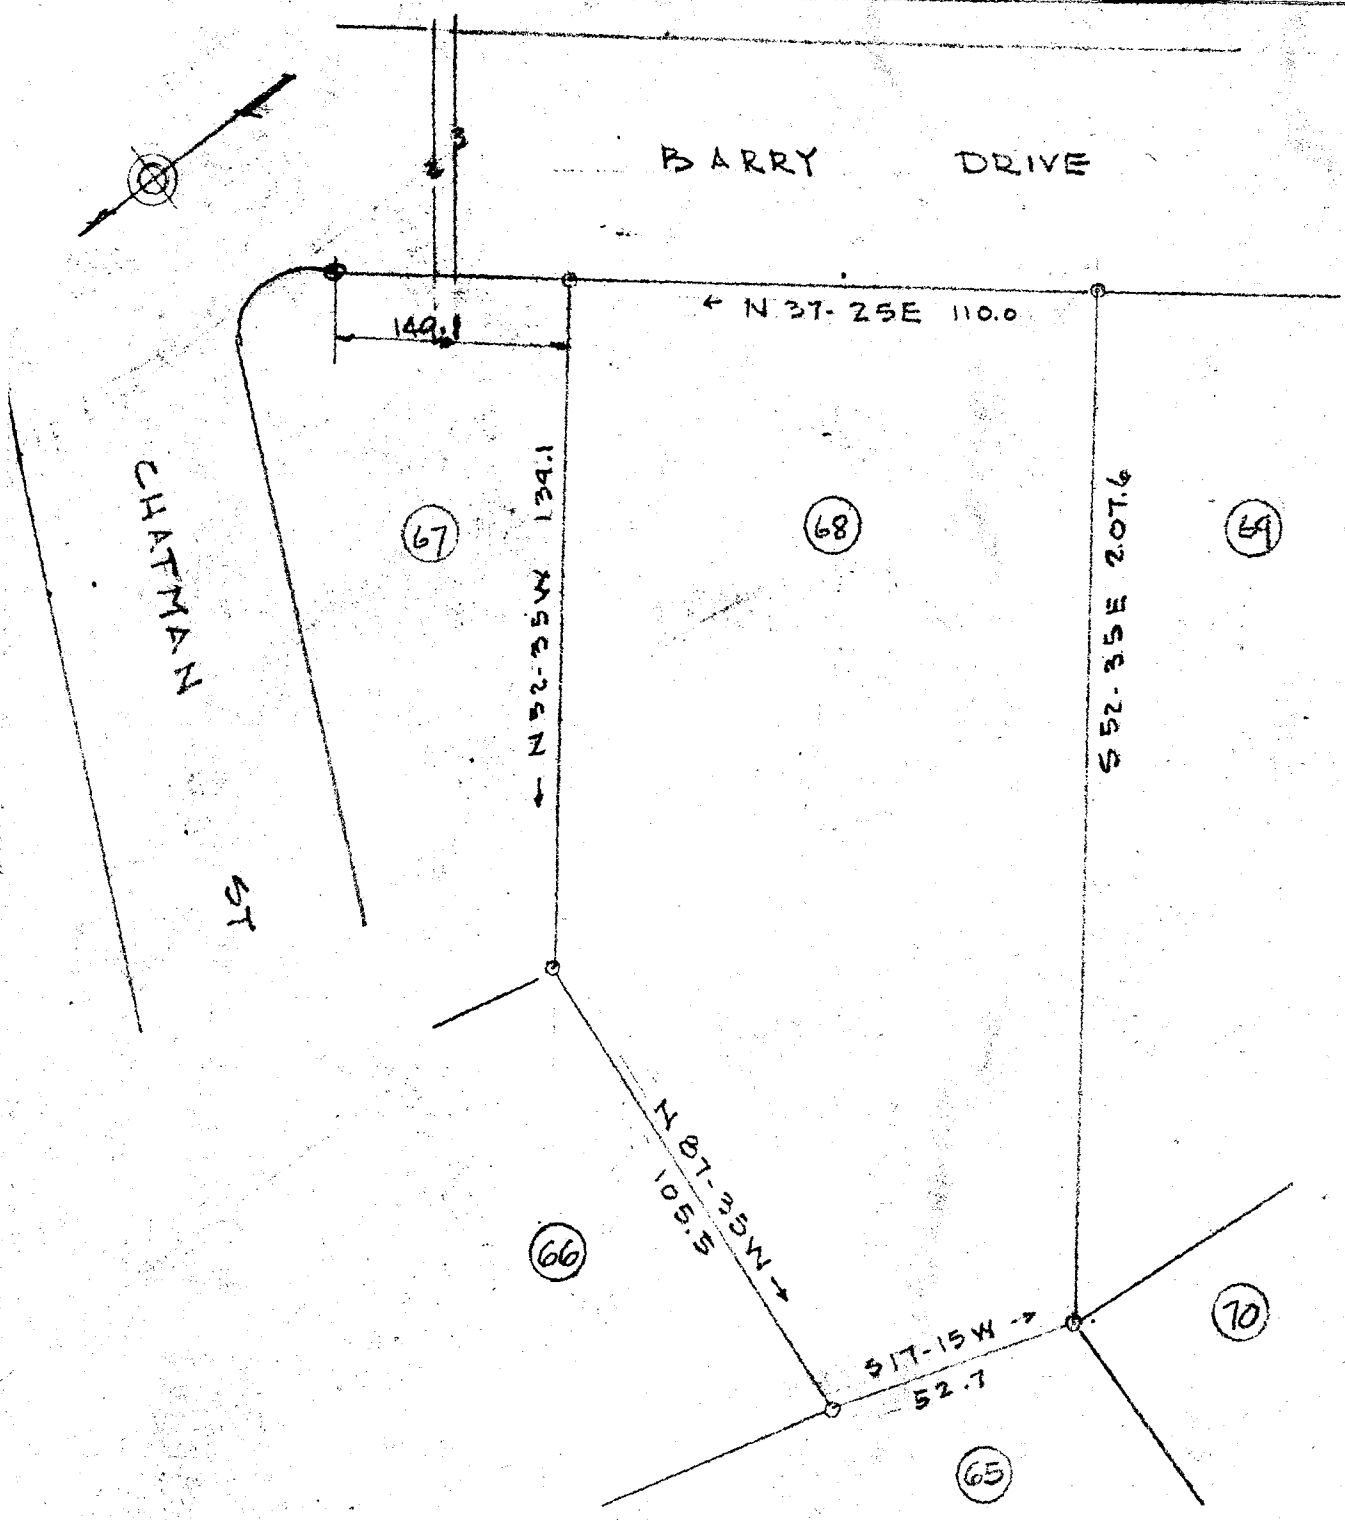 BARRY DRIVE
← N 37-25E 110.0
149.1
CHATMAN ST
67
← N 52-35W 139.1
68
S 52-35E 207.6
69
N 87-35W →
105.5
66
S 17-15W →
52.7
70
65